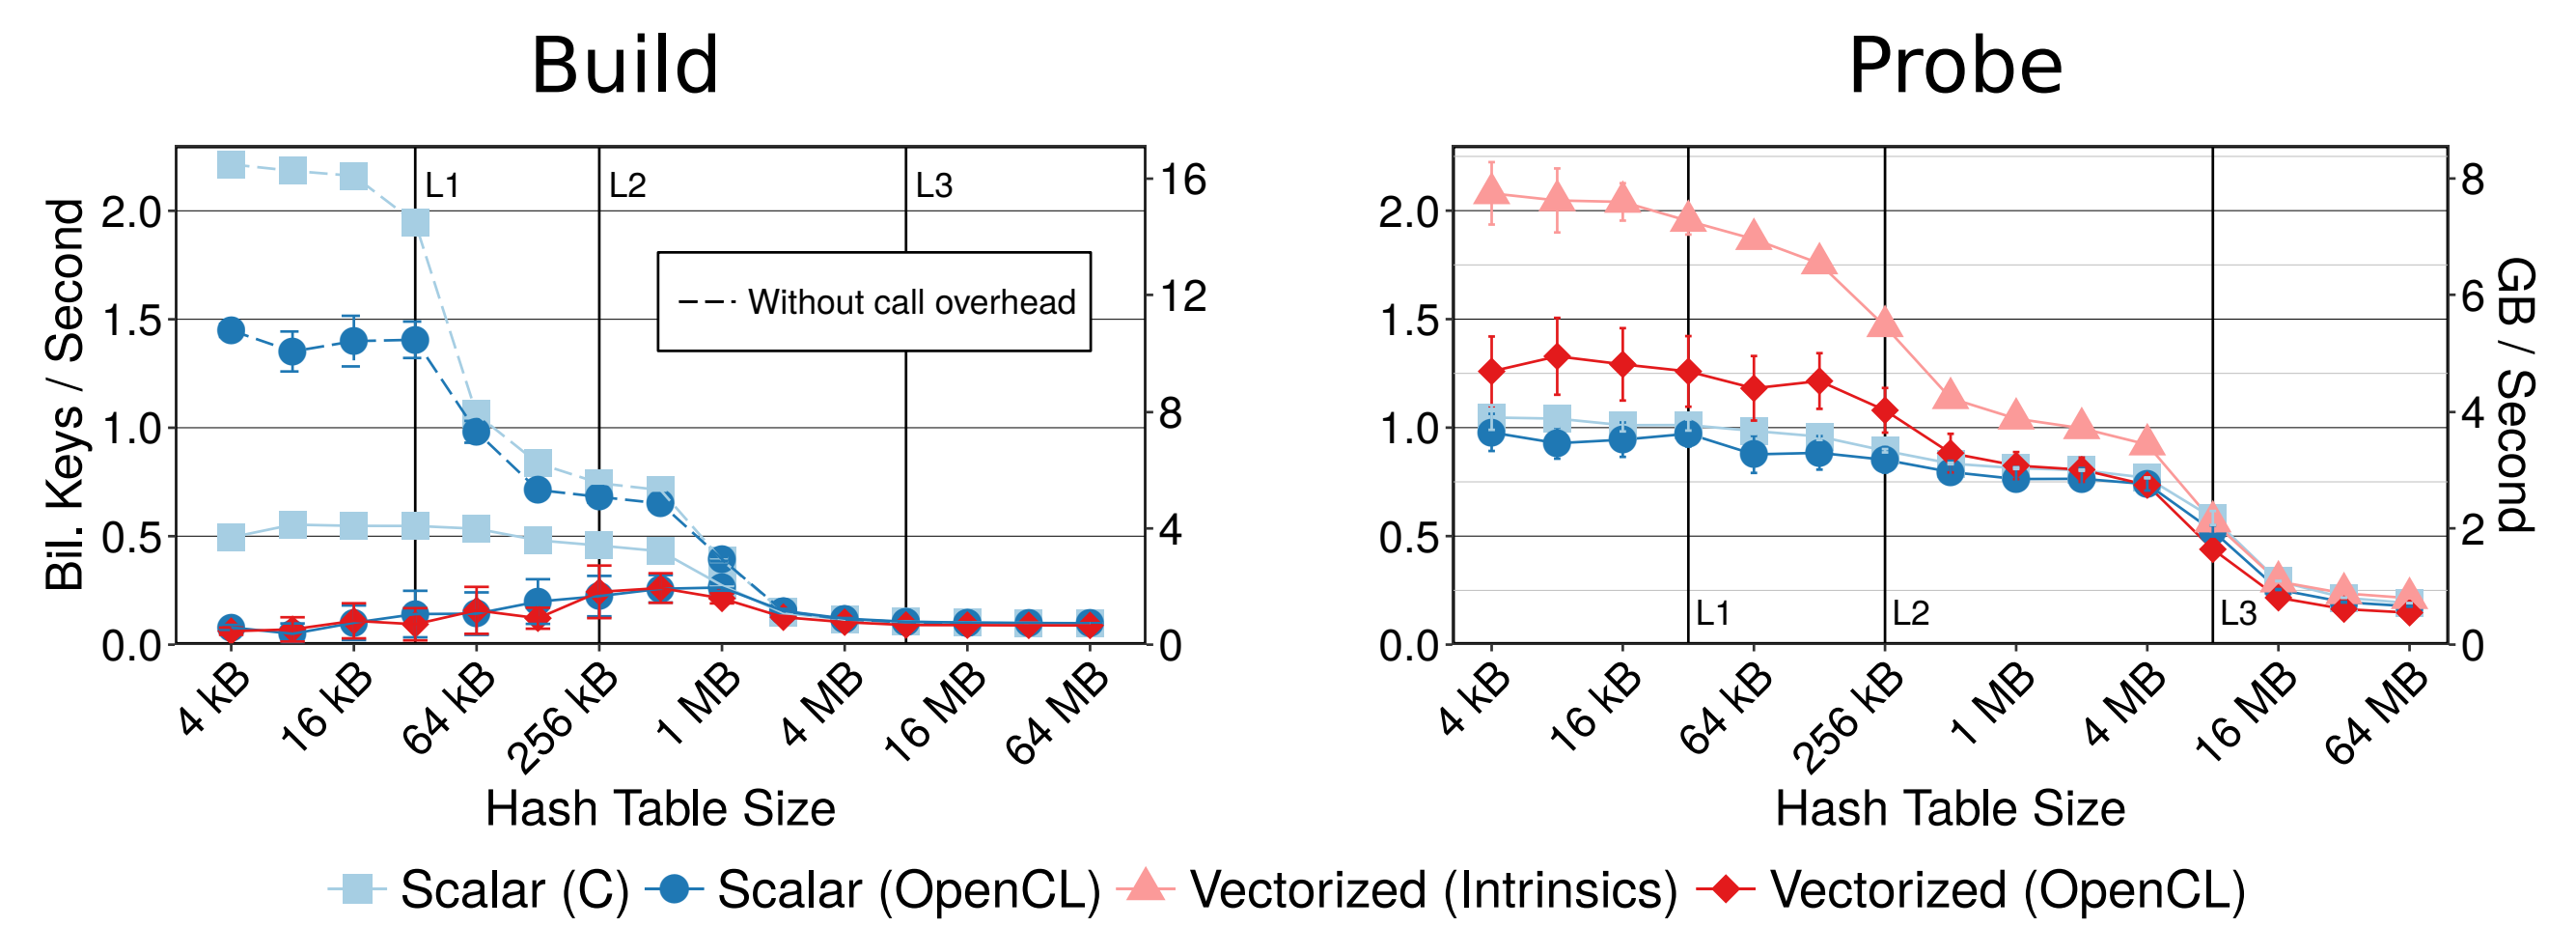 Build
Probe
Bil. Keys / Second
2.0
1.5
1.0
0.5
0.0
L1
L2
L3
Without call overhead
16
12
8
4
0
4 kB
16 kB
64 kB
256 kB
1 MB
4 MB
16 MB
64 MB
Hash Table Size
2.0
1.5
1.0
0.5
0.0
L1
L2
L3
8
6
4
2
0
GB / Second
4 kB
16 kB
64 kB
256 kB
1 MB
4 MB
16 MB
64 MB
Hash Table Size
Scalar (C) Scalar (OpenCL) Vectorized (Intrinsics) Vectorized (OpenCL)